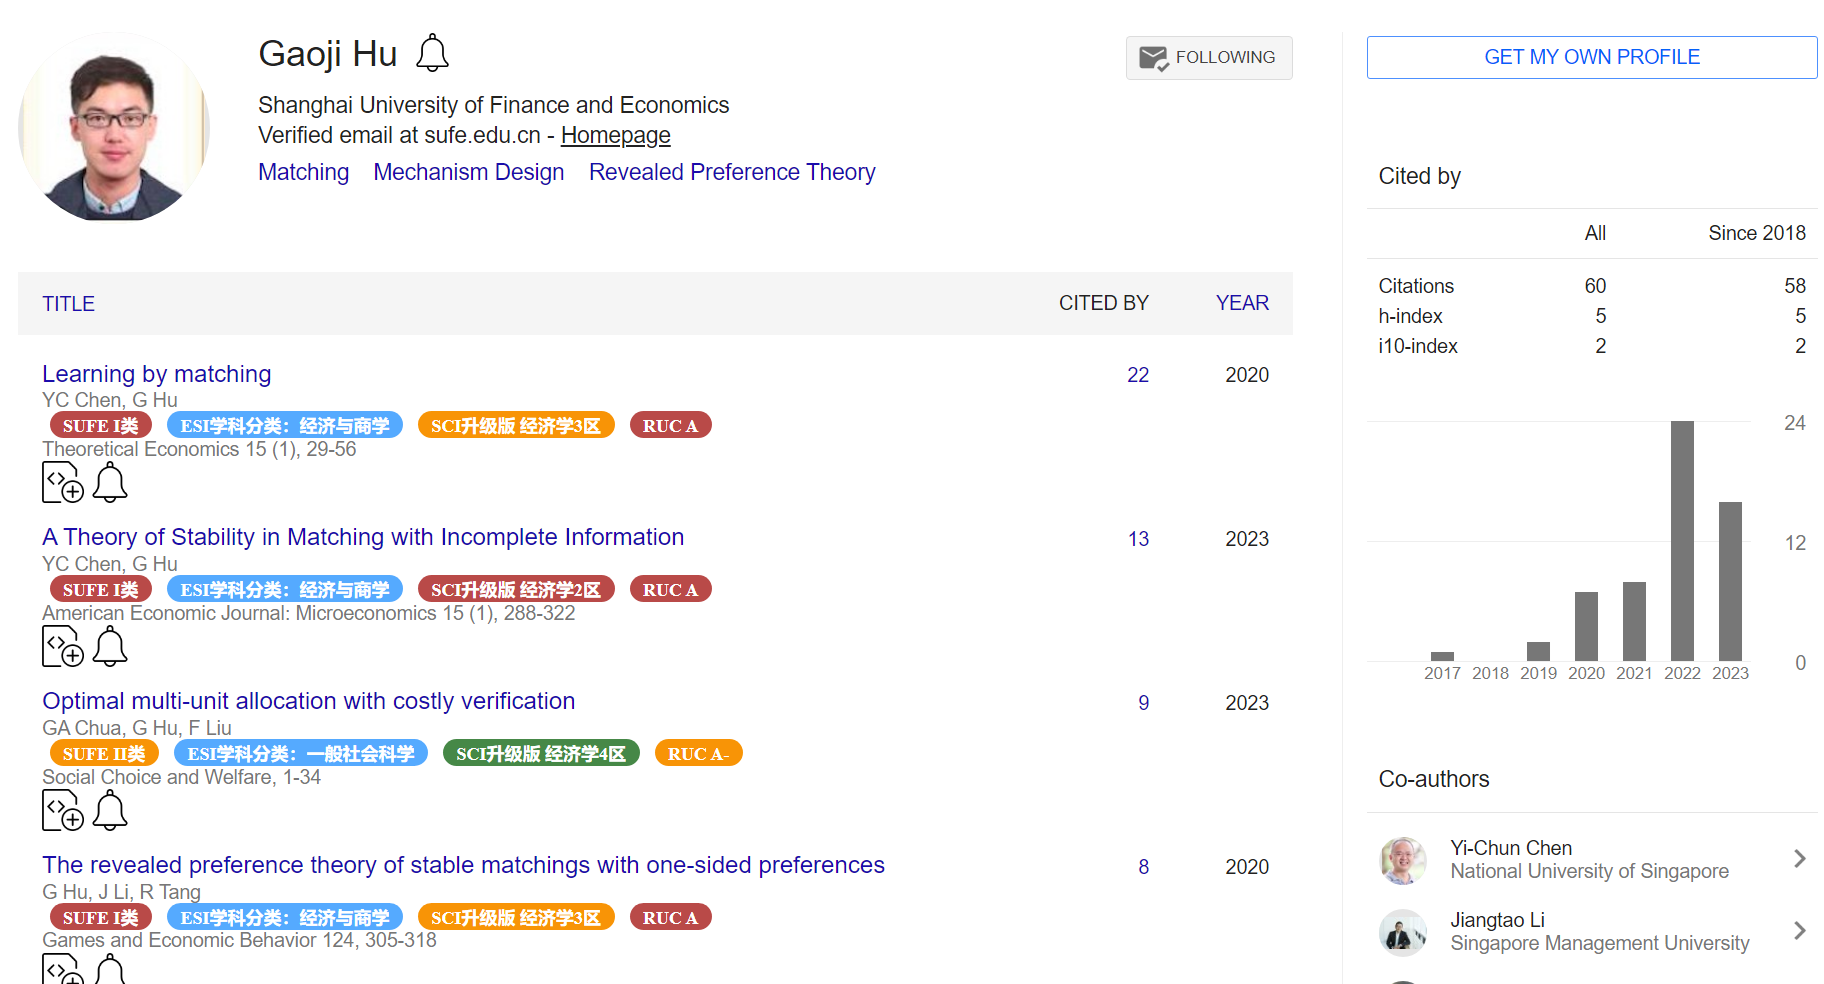 Gaoji Hu
FOLLOWING
Shanghai University of Finance and Economics
Verified email at sufe.edu.cn - Homepage
Matching Mechanism Design Revealed Preference Theory
TITLE CITED BY YEAR
Learning by matching 22 2020
YC Chen, G Hu
SUFE I类 ESI学科分类：经济与商学 SCI升级版 经济学3区 RUC A
Theoretical Economics 15 (1), 29-56
A Theory of Stability in Matching with Incomplete Information 13 2023
YC Chen, G Hu
SUFE I类 ESI学科分类：经济与商学 SCI升级版 经济学2区 RUC A
American Economic Journal: Microeconomics 15 (1), 288-322
Optimal multi-unit allocation with costly verification 9 2023
GA Chua, G Hu, F Liu
SUFE II类 ESI学科分类：一般社会科学 SCI升级版 经济学4区 RUC A-
Social Choice and Welfare, 1-34
The revealed preference theory of stable matchings with one-sided preferences 8 2020
G Hu, J Li, R Tang
SUFE I类 ESI学科分类：经济与商学 SCI升级版 经济学3区 RUC A
Games and Economic Behavior 124, 305-318
GET MY OWN PROFILE
Cited by
All Since 2018
Citations 60 58
h-index 5 5
i10-index 2 2
24
12
0
2017 2018 2019 2020 2021 2022 2023
Co-authors
Yi-Chun Chen
National University of Singapore
Jiangtao Li
Singapore Management University